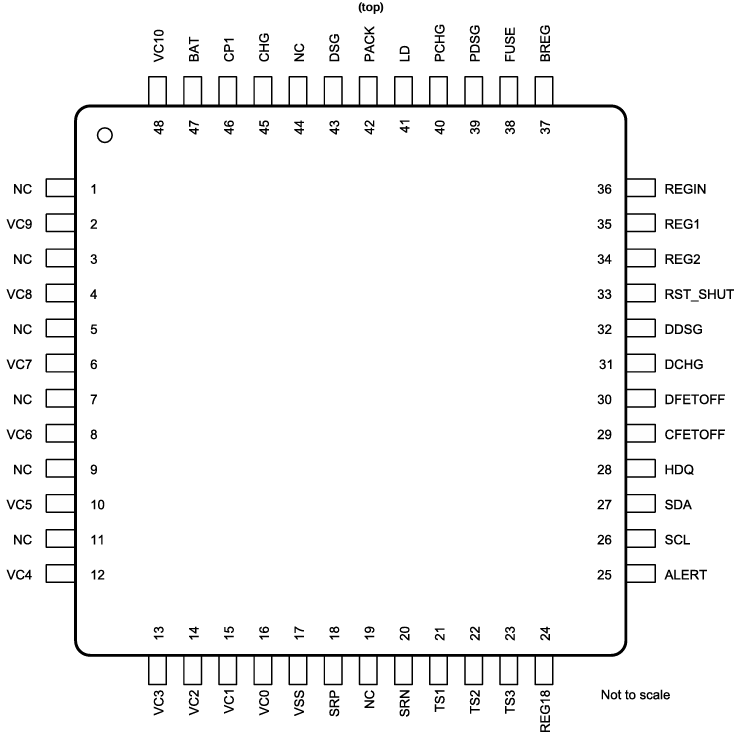 (top)
VC10 BAT CP1 CHG NC DSG PACK LD PCHG PDSG FUSE BREG
48 47 46 45 44 43 42 41 40 39 38 37
NC 1 36 REGIN
VC9 2 35 REG1
NC 3 34 REG2
VC8 4 33 RST_SHUT
NC 5 32 DDSG
VC7 6 31 DCHG
NC 7 30 DFETOFF
VC6 8 29 CFETOFF
NC 9 28 HDQ
VC5 10 27 SDA
NC 11 26 SCL
VC4 12 25 ALERT
13 14 15 16 17 18 19 20 21 22 23 24
VC3 VC2 VC1 VC0 VSS SRP NC SRN TS1 TS2 TS3 REG18
Not to scale